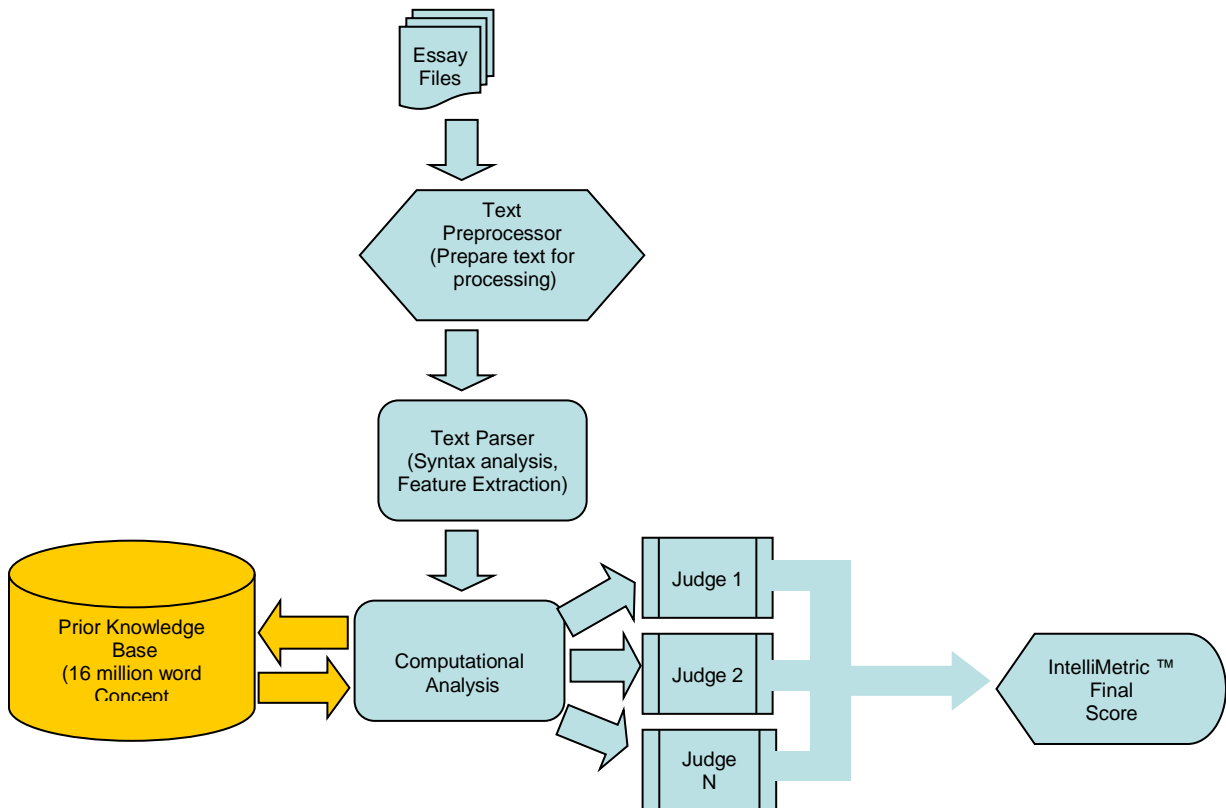 Essay
Files
Text
Preprocessor
(Prepare text for
processing)
Text Parser
(Syntax analysis,
Feature Extraction)
Prior Knowledge
Base
(16 million word
Concept
Computational
Analysis
Judge 1
Judge 2
Judge
N
IntelliMetric ™
Final
Score